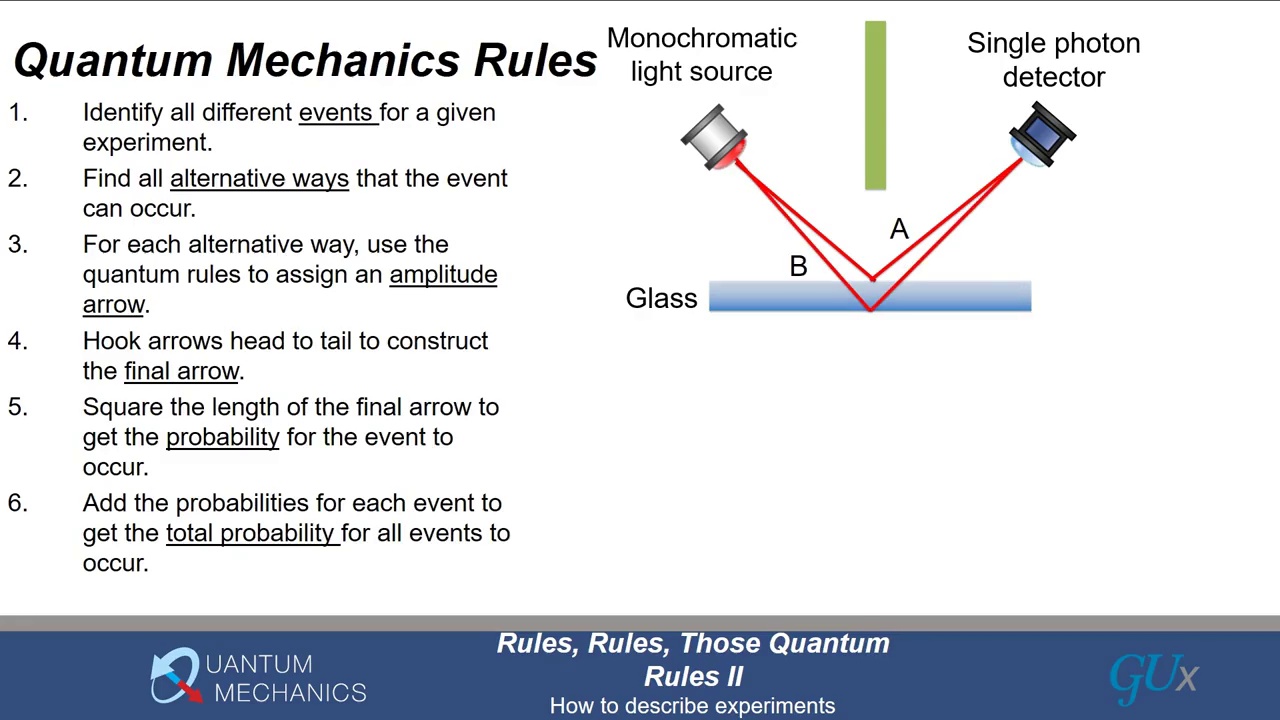 Quantum Mechanics Rules
1. Identify all different events for a given
experiment.
2. Find all alternative ways that the event
can occur.
3. For each alternative way, use the
quantum rules to assign an amplitude
arrow.
4. Hook arrows head to tail to construct
the final arrow.
5. Square the length of the final arrow to
get the probability for the event to
occur.
6. Add the probabilities for each event to
get the total probability for all events to
occur.
Monochromatic
light source
Single photon
detector
A
B
Glass
QUANTUM
MECHANICS
Rules, Rules, Those Quantum
Rules II
How to describe experiments
GUx